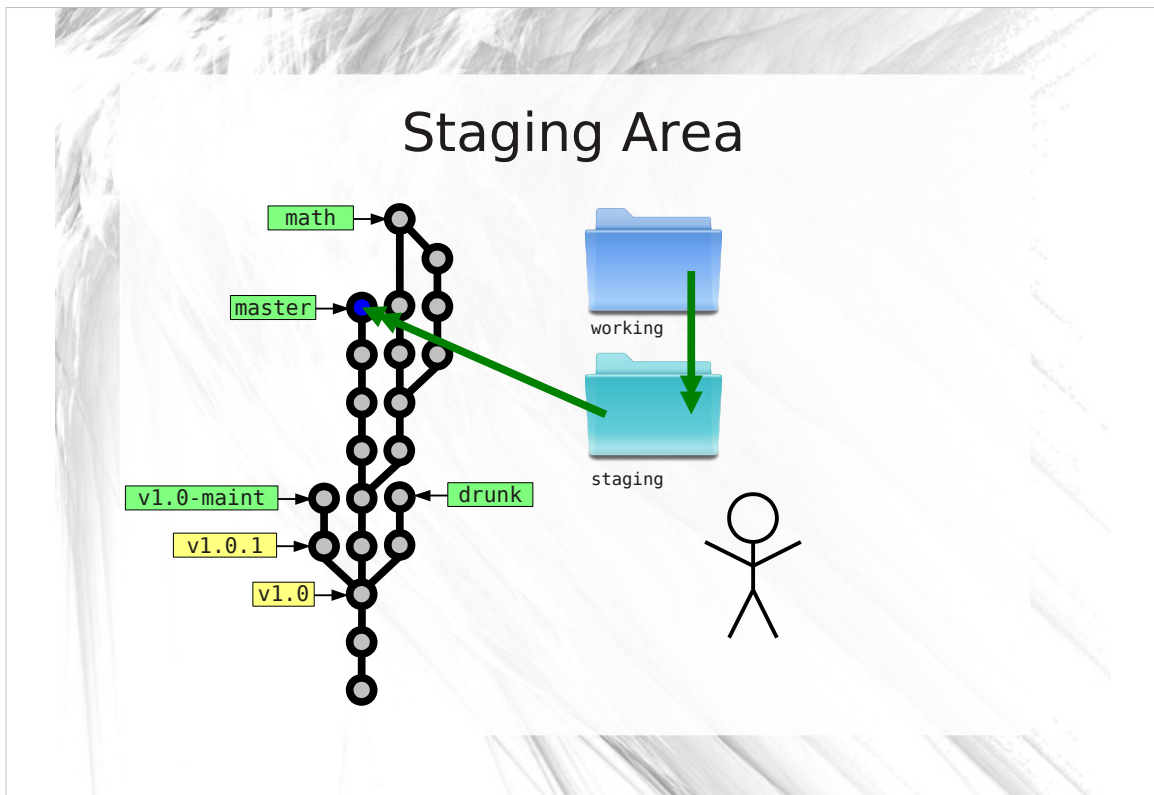 Staging Area
math
master
working
staging
v1.0-maint
drunk
v1.0.1
v1.0